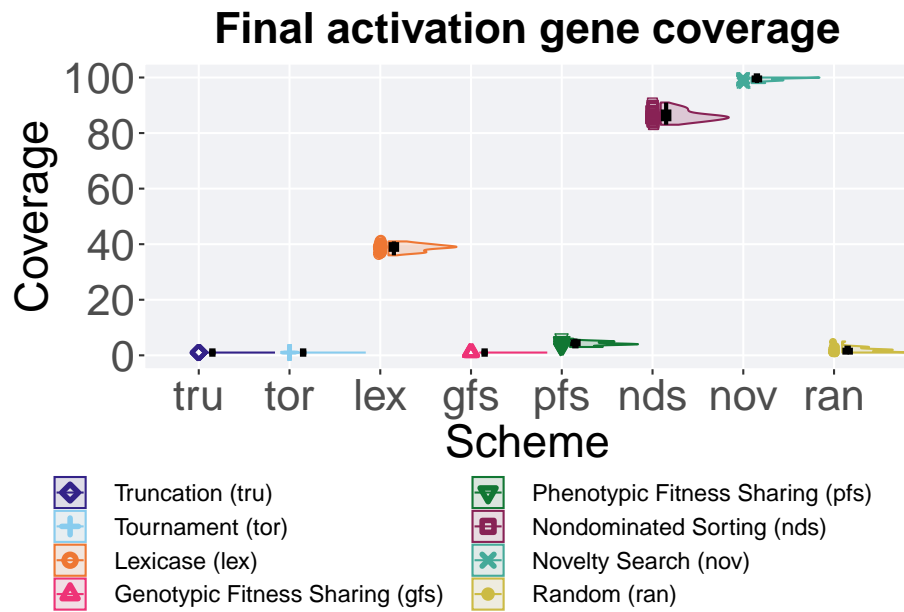 Final activation gene coverage
100
80
60
40
20
0
Coverage
tru tor lex gfs pfs nds nov ran
Scheme
Truncation (tru)
Tournament (tor)
Lexicase (lex)
Genotypic Fitness Sharing (gfs)
Phenotypic Fitness Sharing (pfs)
Nondominated Sorting (nds)
Novelty Search (nov)
Random (ran)